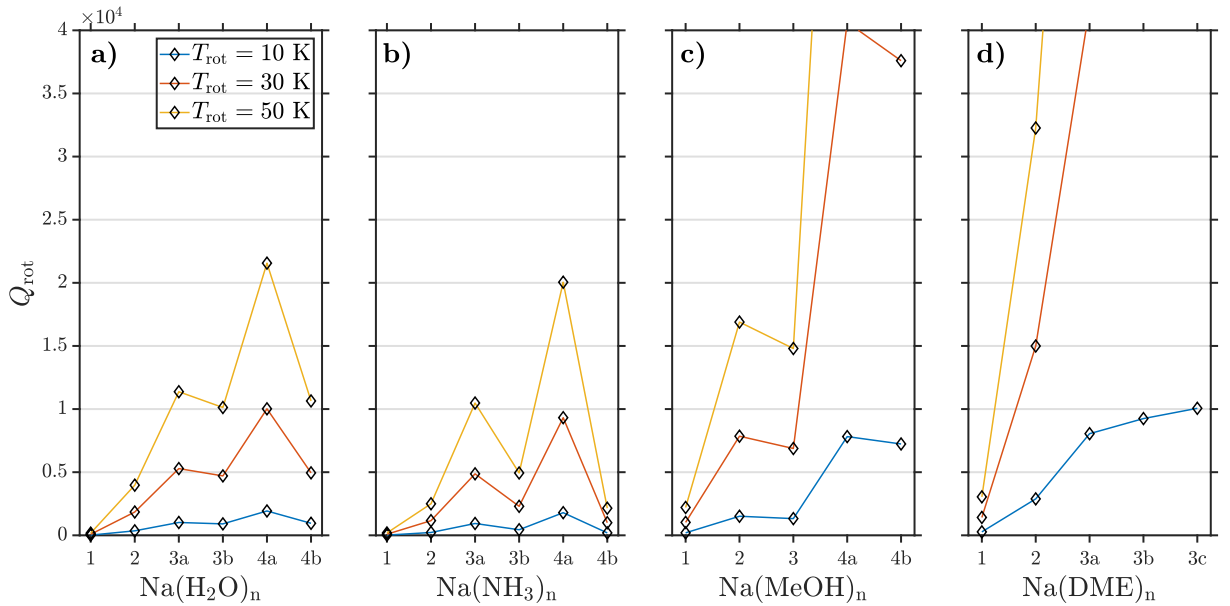 ×10⁴
a)
T_rot = 10 K
T_rot = 30 K
T_rot = 50 K
b)
c)
d)
4
3.5
3
2.5
2
1.5
1
0.5
0
Q_rot
1 2 3a 3b 4a 4b
1 2 3a 3b 4a 4b
1 2 3 4a 4b
1 2 3a 3b 3c
Na(H₂O)ₙ
Na(NH₃)ₙ
Na(MeOH)ₙ
Na(DME)ₙ